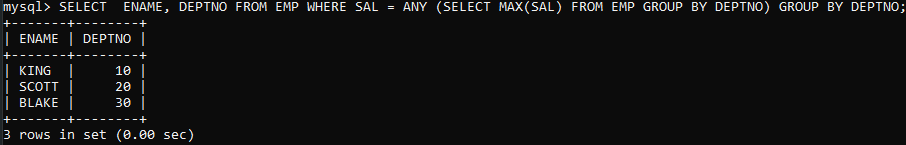 mysql> SELECT  ENAME, DEPTNO FROM EMP WHERE SAL = ANY (SELECT MAX(SAL) FROM EMP GROUP BY DEPTNO) GROUP BY DEPTNO;
+-------+--------+
| ENAME | DEPTNO |
+-------+--------+
| KING  |     10 |
| SCOTT |     20 |
| BLAKE |     30 |
+-------+--------+
3 rows in set (0.00 sec)